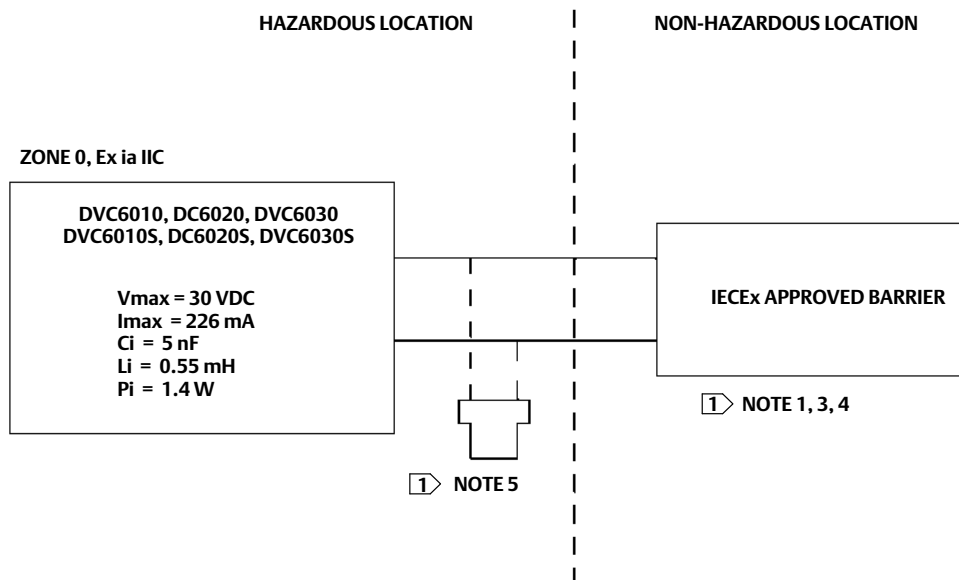 HAZARDOUS LOCATION
NON-HAZARDOUS LOCATION
ZONE 0, Ex ia IIC
DVC6010, DC6020, DVC6030
DVC6010S, DC6020S, DVC6030S
Vmax = 30 VDC
Imax = 226 mA
Ci = 5 nF
Li = 0.55 mH
Pi = 1.4 W
IECEx APPROVED BARRIER
1 NOTE 1, 3, 4
1 NOTE 5